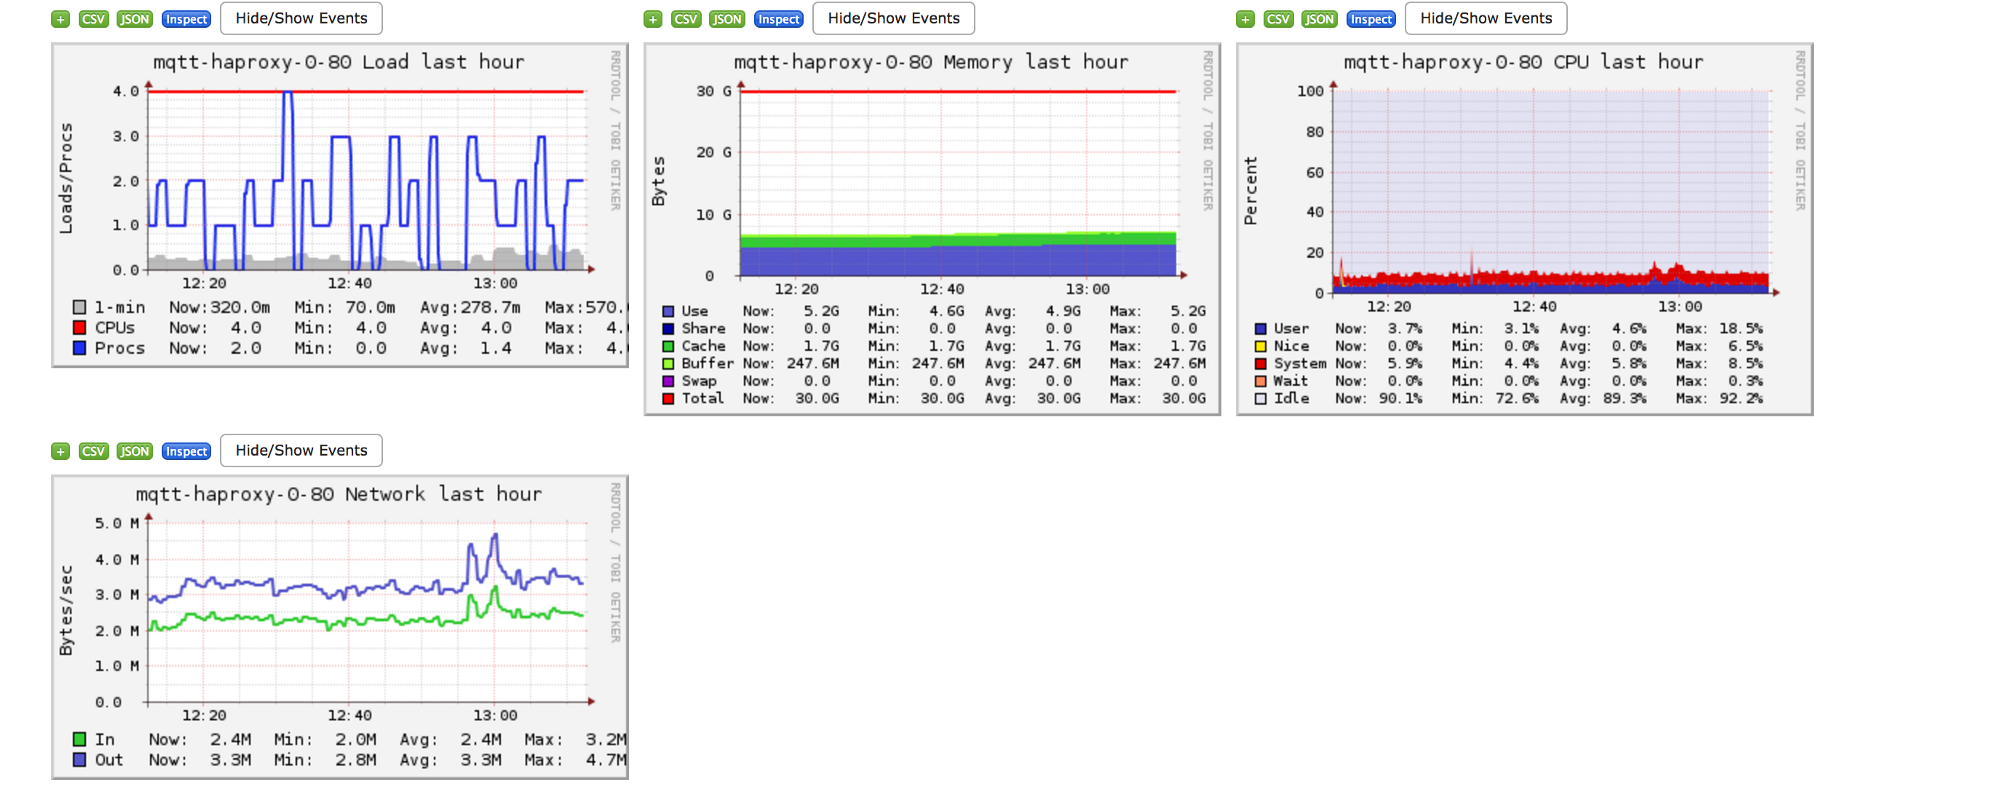 + CSV JSON Inspect Hide/Show Events
mqtt-haproxy-0-80 Load last hour
RRDTOOL / TOBI OETIKER
Loads/Procs
4.0
3.0
2.0
1.0
0.0
12:20 12:40 13:00
1-min Now:320.0m Min: 70.0m Avg:278.7m Max:570.
CPUs Now: 4.0 Min: 4.0 Avg: 4.0 Max: 4.
Procs Now: 2.0 Min: 0.0 Avg: 1.4 Max: 4.
+ CSV JSON Inspect Hide/Show Events
mqtt-haproxy-0-80 Memory last hour
RRDTOOL / TOBI OETIKER
Bytes
30 G
20 G
10 G
0
12:20 12:40 13:00
Use Now: 5.2G Min: 4.6G Avg: 4.9G Max: 5.2G
Share Now: 0.0 Min: 0.0 Avg: 0.0 Max: 0.0
Cache Now: 1.7G Min: 1.7G Avg: 1.7G Max: 1.7G
Buffer Now: 247.6M Min: 247.6M Avg: 247.6M Max: 247.6M
Swap Now: 0.0 Min: 0.0 Avg: 0.0 Max: 0.0
Total Now: 30.0G Min: 30.0G Avg: 30.0G Max: 30.0G
+ CSV JSON Inspect Hide/Show Events
mqtt-haproxy-0-80 CPU last hour
RRDTOOL / TOBI OETIKER
Percent
100
80
60
40
20
0
12:20 12:40 13:00
User Now: 3.7% Min: 3.1% Avg: 4.6% Max: 18.5%
Nice Now: 0.0% Min: 0.0% Avg: 0.0% Max: 6.5%
System Now: 5.9% Min: 4.4% Avg: 5.8% Max: 8.5%
Wait Now: 0.0% Min: 0.0% Avg: 0.0% Max: 0.3%
Idle Now: 90.1% Min: 72.6% Avg: 89.3% Max: 92.2%
+ CSV JSON Inspect Hide/Show Events
mqtt-haproxy-0-80 Network last hour
RRDTOOL / TOBI OETIKER
Bytes/sec
5.0 M
4.0 M
3.0 M
2.0 M
1.0 M
0.0
12:20 12:40 13:00
In Now: 2.4M Min: 2.0M Avg: 2.4M Max: 3.2M
Out Now: 3.3M Min: 2.8M Avg: 3.3M Max: 4.7M